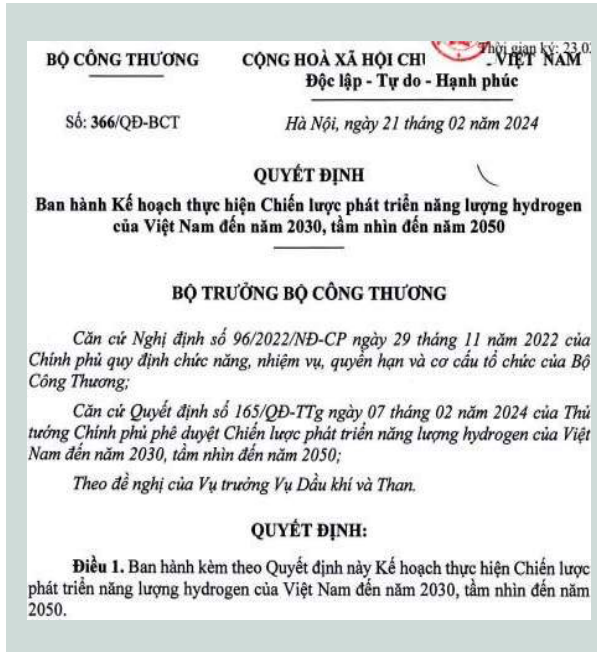 Thời gian ký: 23.0
BỘ CÔNG THƯƠNG
CỘNG HOÀ XÃ HỘI VIỆT NAM
Độc lập - Tự do - Hạnh phúc
Số: 366/QĐ-BCT
Hà Nội, ngày 21 tháng 02 năm 2024
QUYẾT ĐỊNH
Ban hành Kế hoạch thực hiện Chiến lược phát triển năng lượng hydrogen
của Việt Nam đến năm 2030, tầm nhìn đến năm 2050
BỘ TRƯỞNG BỘ CÔNG THƯƠNG
Căn cứ Nghị định số 96/2022/NĐ-CP ngày 29 tháng 11 năm 2022 của
Chính phủ quy định chức năng, nhiệm vụ, quyền hạn và cơ cấu tổ chức của Bộ
Công Thương;
Căn cứ Quyết định số 165/QĐ-TTg ngày 07 tháng 02 năm 2024 của Thủ
tướng Chính phủ phê duyệt Chiến lược phát triển năng lượng hydrogen của Việt
Nam đến năm 2030, tầm nhìn đến năm 2050;
Theo đề nghị của Vụ trưởng Vụ Dầu khí và Than.
QUYẾT ĐỊNH:
Điều 1. Ban hành kèm theo Quyết định này Kế hoạch thực hiện Chiến lược
phát triển năng lượng hydrogen của Việt Nam đến năm 2030, tầm nhìn đến năm
2050.